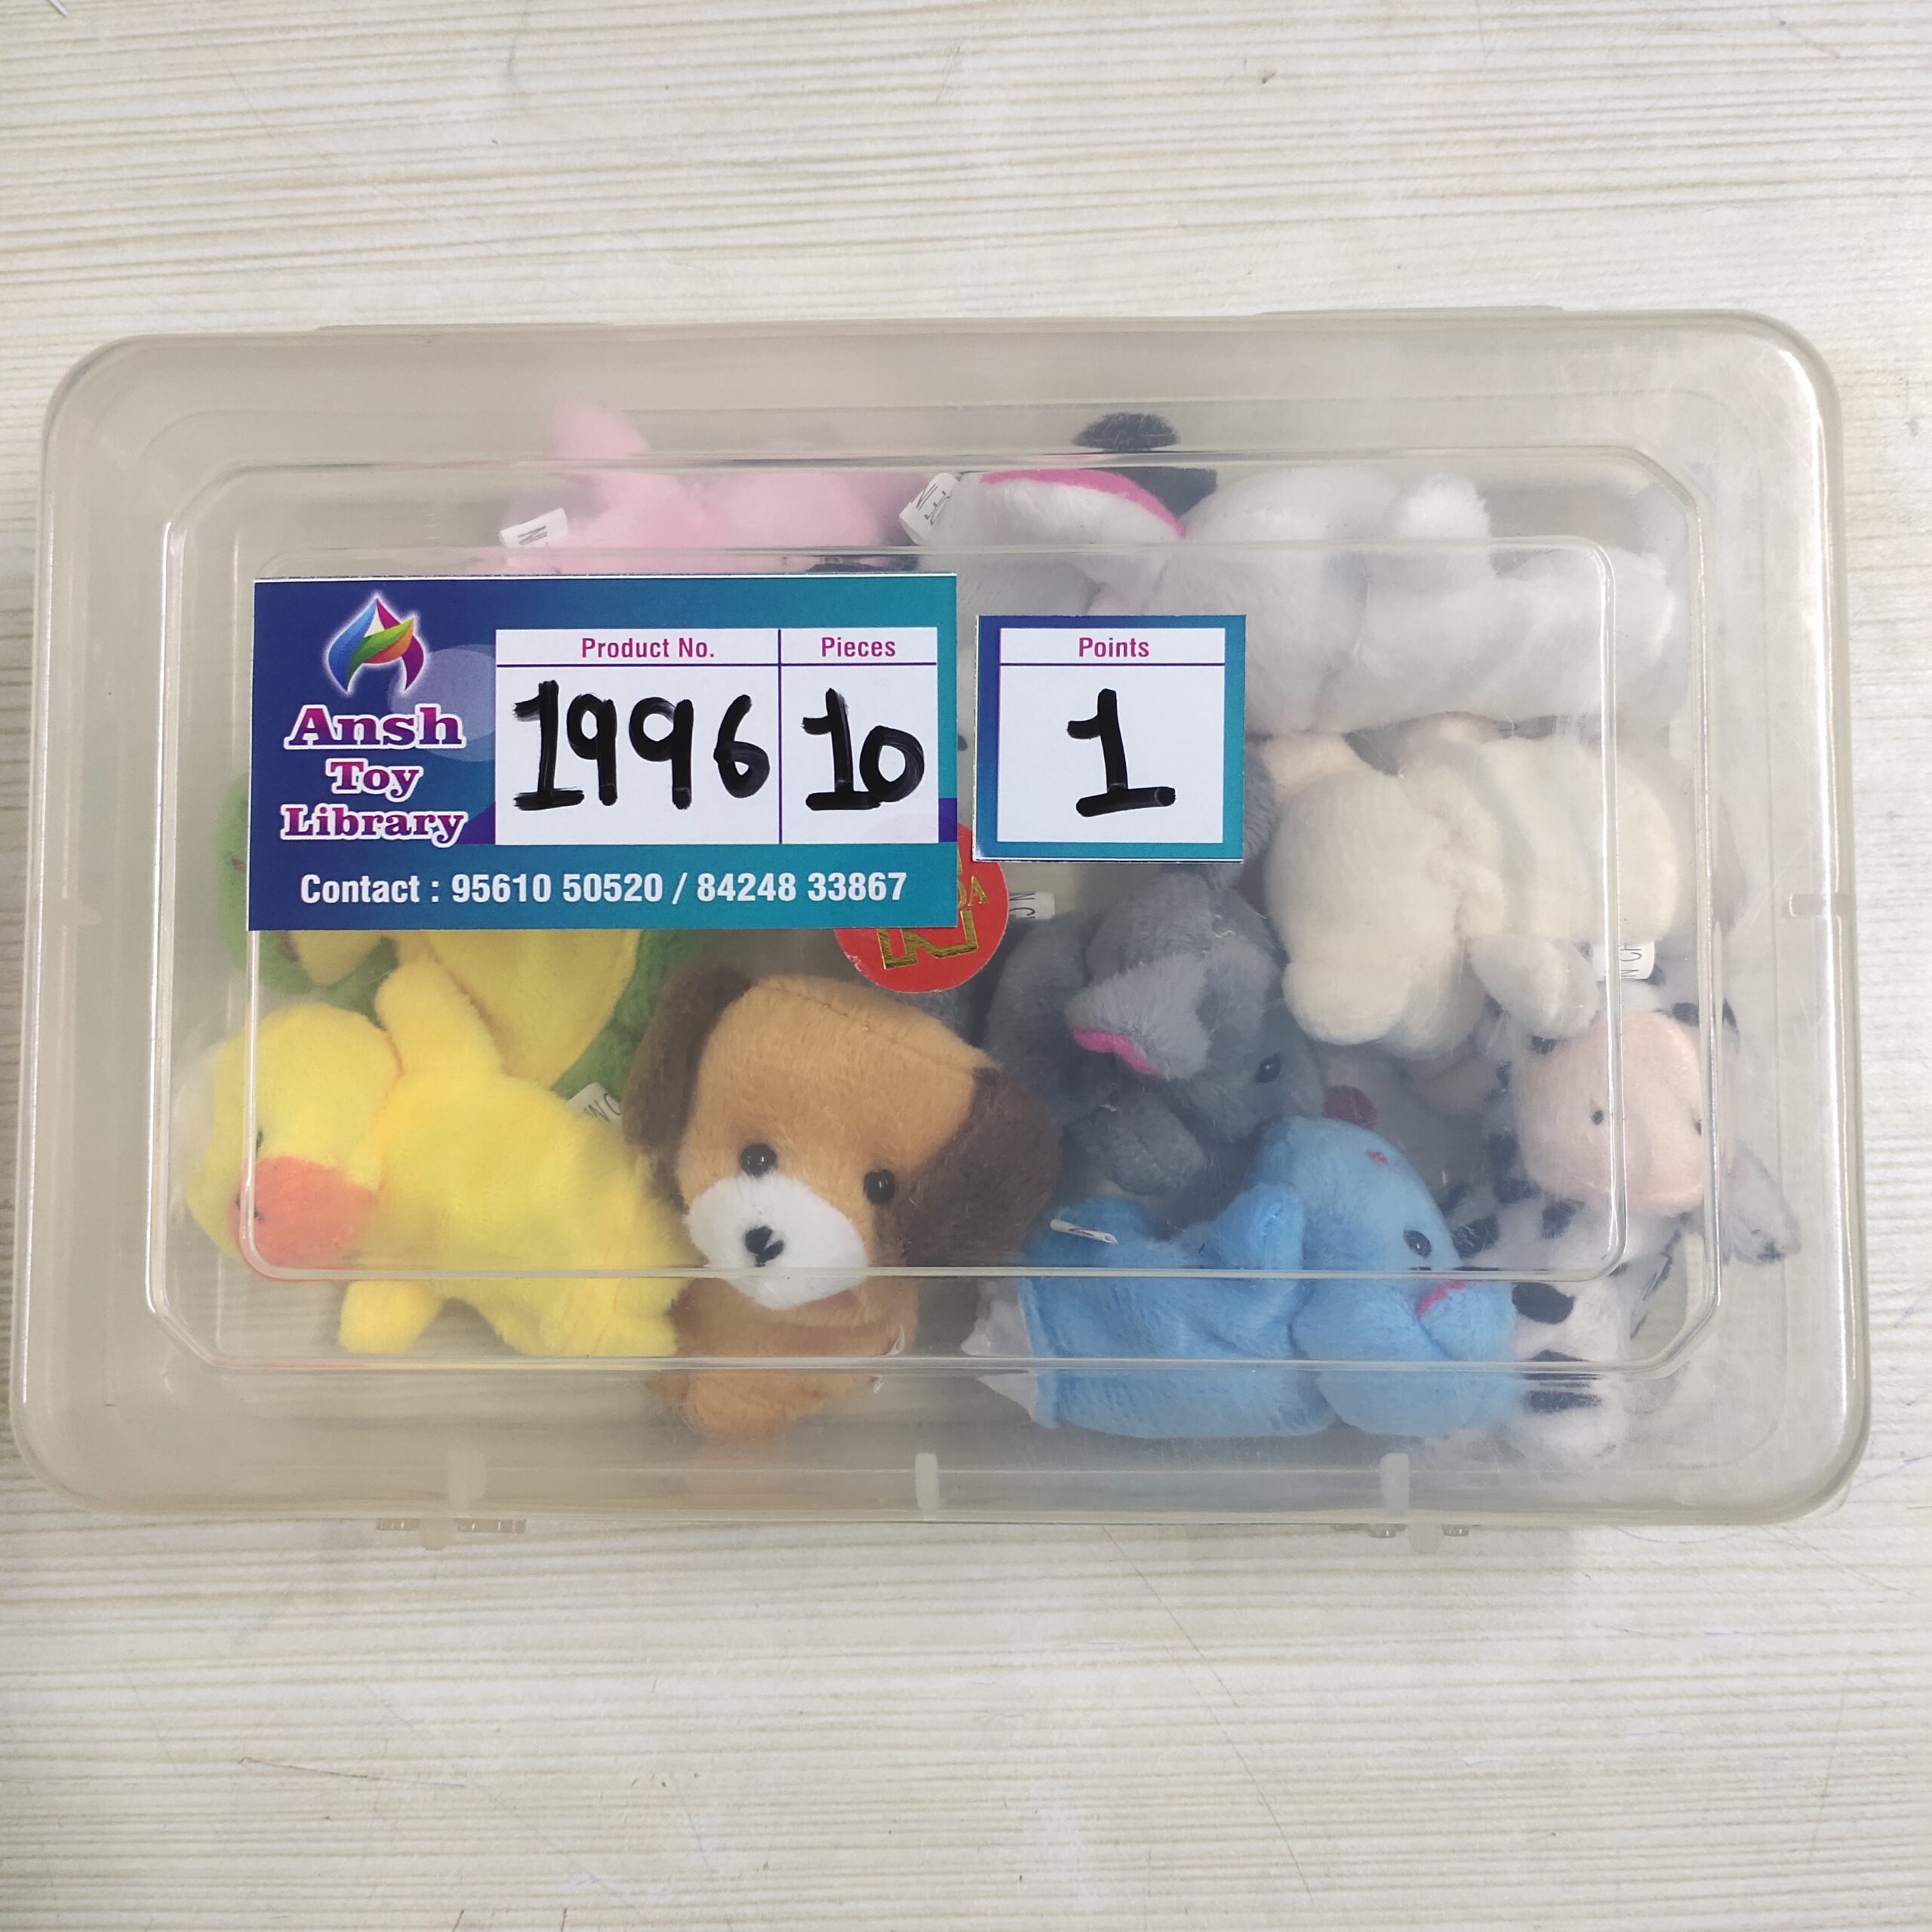 Ansh
Toy
Library
Product No. Pieces
1996 10
Contact : 95610 50520 / 84248 33867
Points
1